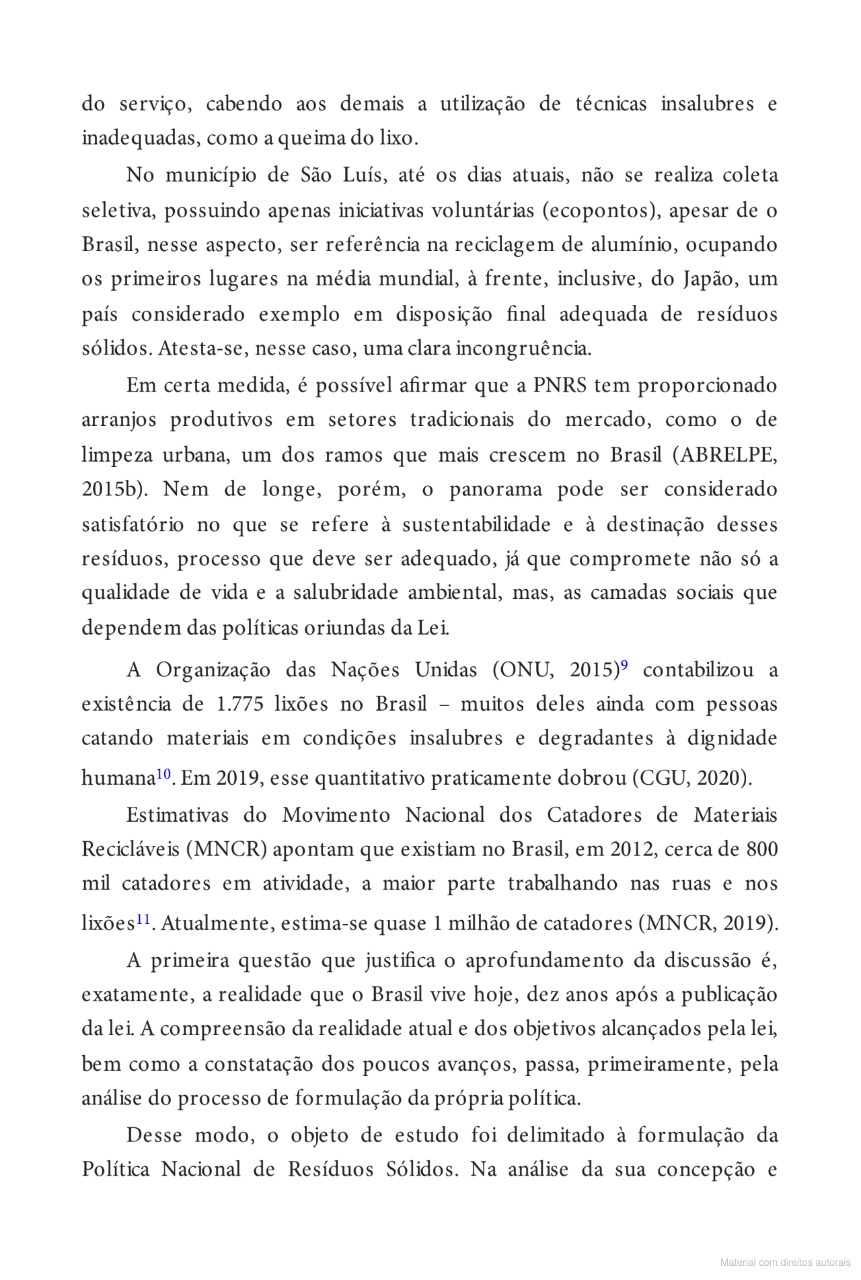 do serviço, cabendo aos demais a utilização de técnicas insalubres e
inadequadas, como a queima do lixo.
No município de São Luís, até os dias atuais, não se realiza coleta
seletiva, possuindo apenas iniciativas voluntárias (ecopontos), apesar de o
Brasil, nesse aspecto, ser referência na reciclagem de alumínio, ocupando
os primeiros lugares na média mundial, à frente, inclusive, do Japão, um
país considerado exemplo em disposição final adequada de resíduos
sólidos. Atesta-se, nesse caso, uma clara incongruência.
Em certa medida, é possível afirmar que a PNRS tem proporcionado
arranjos produtivos em setores tradicionais do mercado, como o de
limpeza urbana, um dos ramos que mais crescem no Brasil (ABRELPE,
2015b). Nem de longe, porém, o panorama pode ser considerado
satisfatório no que se refere à sustentabilidade e à destinação desses
resíduos, processo que deve ser adequado, já que compromete não só a
qualidade de vida e a salubridade ambiental, mas, as camadas sociais que
dependem das políticas oriundas da Lei.
A Organização das Nações Unidas (ONU, 2015)9 contabilizou a
existência de 1.775 lixões no Brasil – muitos deles ainda com pessoas
catando materiais em condições insalubres e degradantes à dignidade
humana10. Em 2019, esse quantitativo praticamente dobrou (CGU, 2020).
Estimativas do Movimento Nacional dos Catadores de Materiais
Recicláveis (MNCR) apontam que existiam no Brasil, em 2012, cerca de 800
mil catadores em atividade, a maior parte trabalhando nas ruas e nos
lixões11. Atualmente, estima-se quase 1 milhão de catadores (MNCR, 2019).
A primeira questão que justifica o aprofundamento da discussão é,
exatamente, a realidade que o Brasil vive hoje, dez anos após a publicação
da lei. A compreensão da realidade atual e dos objetivos alcançados pela lei,
bem como a constatação dos poucos avanços, passa, primeiramente, pela
análise do processo de formulação da própria política.
Desse modo, o objeto de estudo foi delimitado à formulação da
Política Nacional de Resíduos Sólidos. Na análise da sua concepção e
Material com direitos autorais